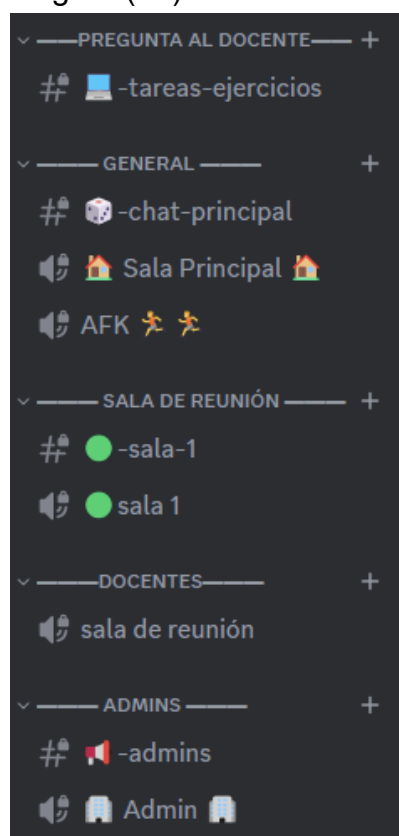 ——PREGUNTA AL DOCENTE——
💻-tareas-ejercicios
——— GENERAL ———
🎲-chat-principal
🏠 Sala Principal 🏠
AFK 🏃 🏃
——— SALA DE REUNIÓN ———
🟢-sala-1
🟢sala 1
———DOCENTES———
sala de reunión
——— ADMINS ———
📢-admins
🏢 Admin 🏢